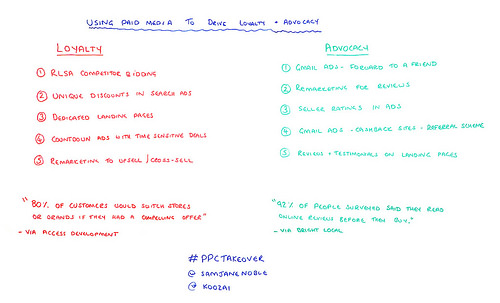 USING PAID MEDIA TO DRIVE LOYALTY + ADVOCACY
LOYALTY
① RLSA COMPETITOR BIDDING
② UNIQUE DISCOUNTS IN SEARCH ADS
③ DEDICATED LANDING PAGES
④ COUNTDOWN ADS WITH TIME SENSITIVE DEALS
⑤ REMARKETING TO UPSELL / CROSS-SELL
"80% OF CUSTOMERS WOULD SWITCH STORES
OR BRANDS IF THEY HAD A COMPELLING OFFER"
- VIA ACCESS DEVELOPMENT
ADVOCACY
① GMAIL ADS - FORWARD TO A FRIEND
② REMARKETING FOR REVIEWS
③ SELLER RATINGS IN ADS
④ GMAIL ADS - CASHBACK SITES - REFERRAL SCHEME
⑤ REVIEWS + TESTIMONIALS ON LANDING PAGES
"92% OF PEOPLE SURVEYED SAID THEY READ
ONLINE REVIEWS BEFORE THEY BUY."
- VIA BRIGHT LOCAL
#PPCTAKEOVER
@ SAMJANENOBLE
@ KOOZAI